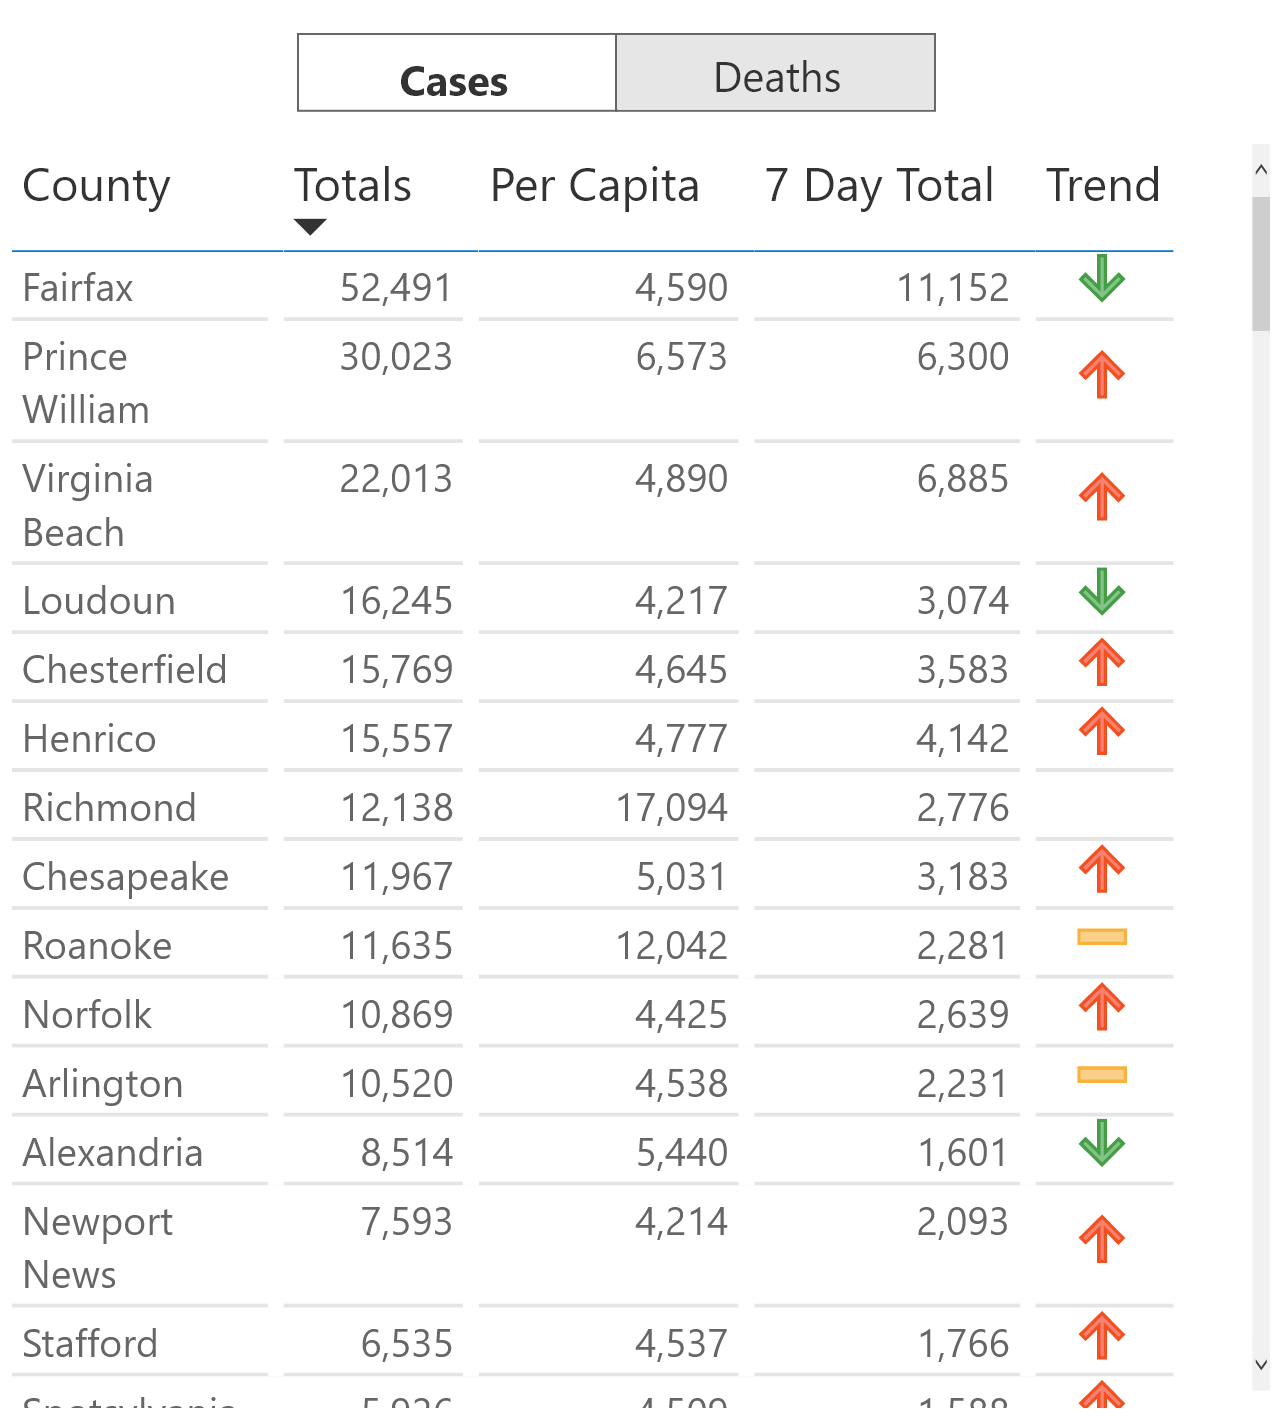 Cases Deaths
County Totals Per Capita 7 Day Total Trend
Fairfax 52,491 4,590 11,152
Prince 30,023 6,573 6,300
William
Virginia 22,013 4,890 6,885
Beach
Loudoun 16,245 4,217 3,074
Chesterfield 15,769 4,645 3,583
Henrico 15,557 4,777 4,142
Richmond 12,138 17,094 2,776
Chesapeake 11,967 5,031 3,183
Roanoke 11,635 12,042 2,281
Norfolk 10,869 4,425 2,639
Arlington 10,520 4,538 2,231
Alexandria 8,514 5,440 1,601
Newport 7,593 4,214 2,093
News
Stafford 6,535 4,537 1,766
Spotsylvania